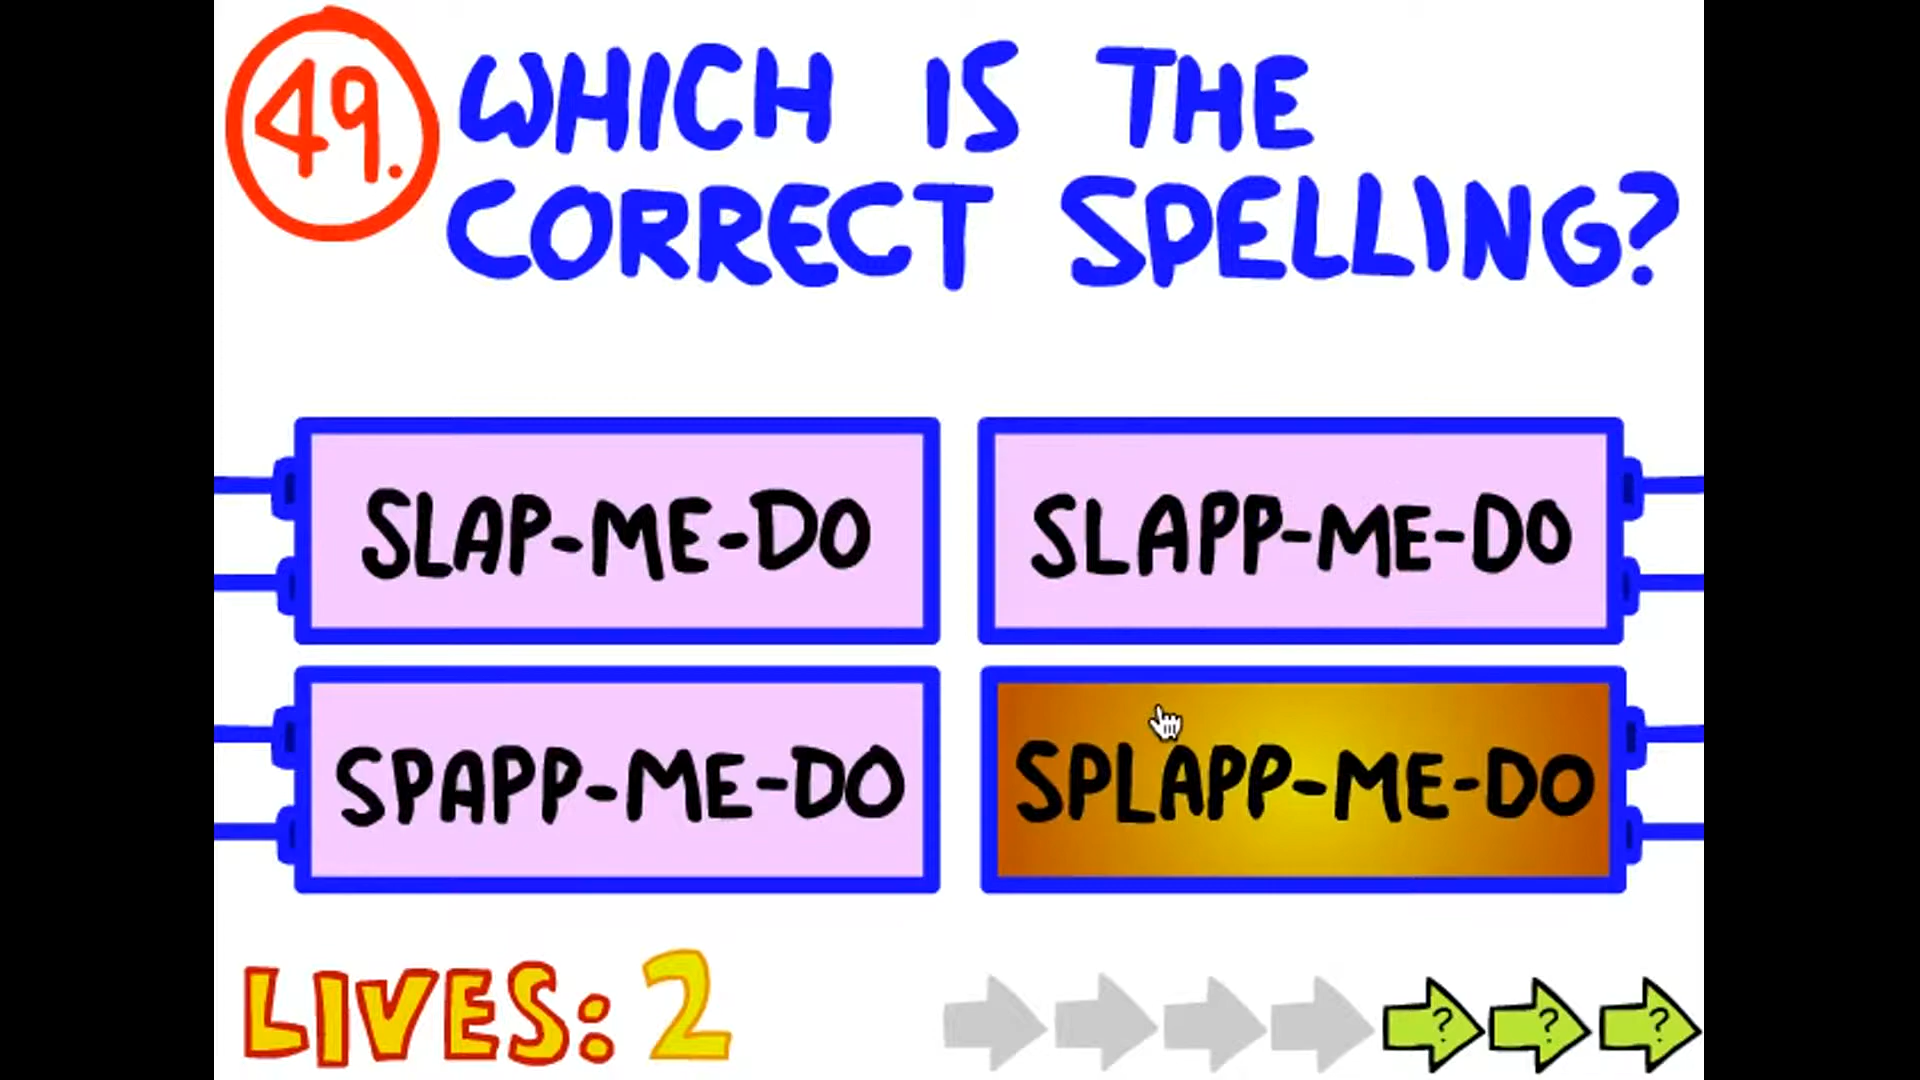 49.
WHICH IS THE
CORRECT SPELLING?
SLAP-ME-DO
SLAPP-ME-DO
SPAPP-ME-DO
SPLAPP-ME-DO
LIVES: 2
? ? ?